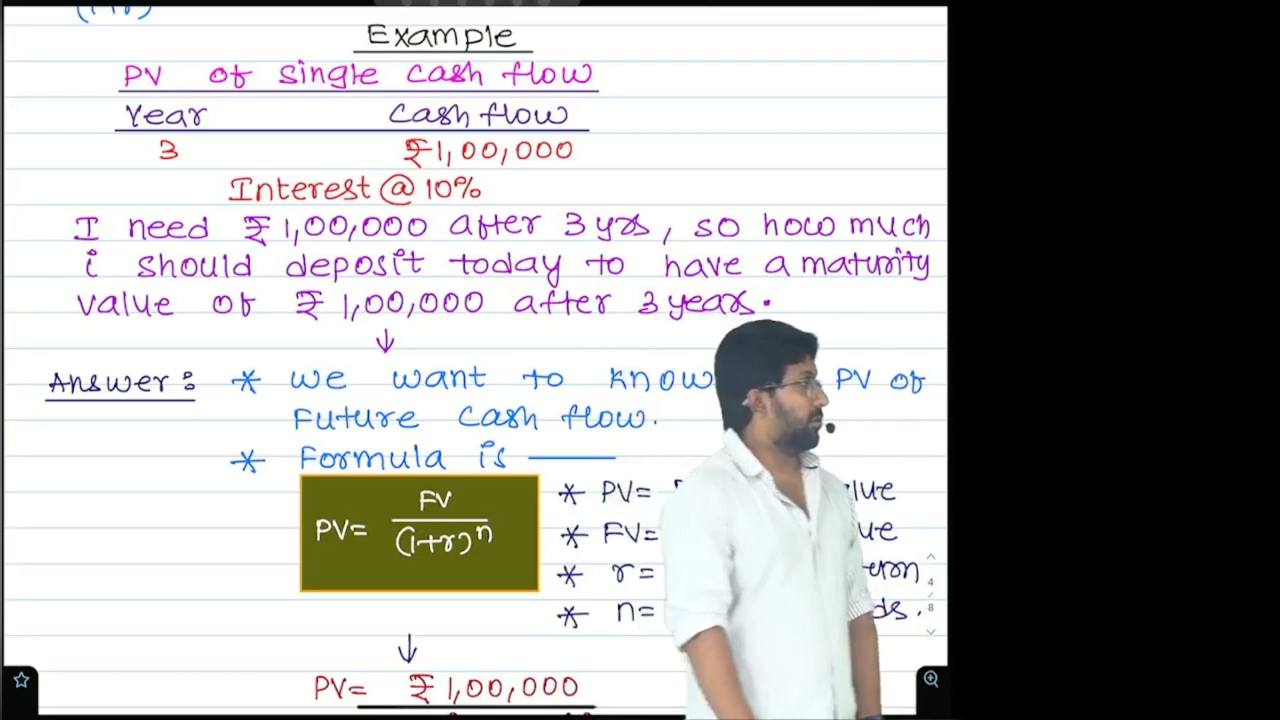 Example
PV of single cash flow
Year Cash flow
3 ₹1,00,000
Interest @ 10%
I need ₹1,00,000 after 3 yrs, so how much
i should deposit today to have a maturity
value of ₹1,00,000 after 3 years.
↓
Answer: * we want to know PV of
Future cash flow.
* Formula is ——
PV= FV/(1+r)^n
* PV=
* FV=
* r=
* n=
4
8
↓
PV= ₹1,00,000